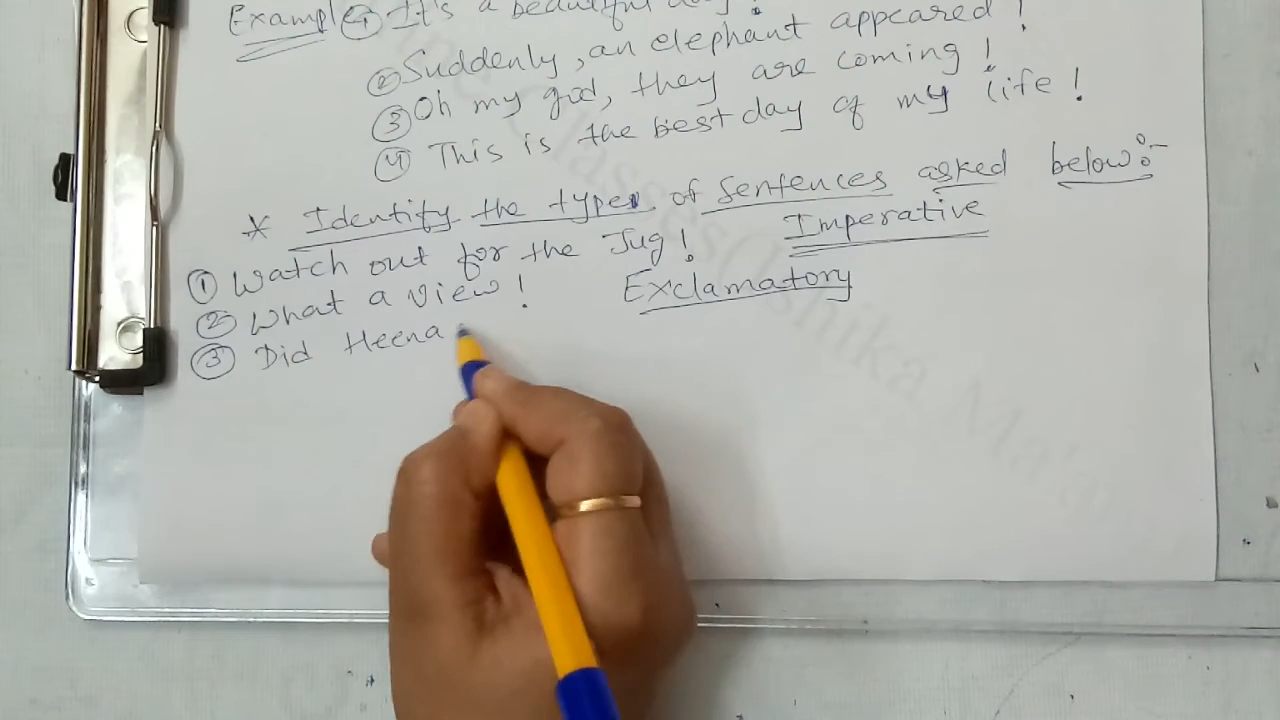 Example ① It's a beautiful day!
② Suddenly, an elephant appeared!
③ Oh my god, they are coming!
④ This is the best day of my life!
* Identify the types of Sentences asked below:-
① Watch out for the Jug! Imperative
② What a view! Exclamatory
③ Did Heena